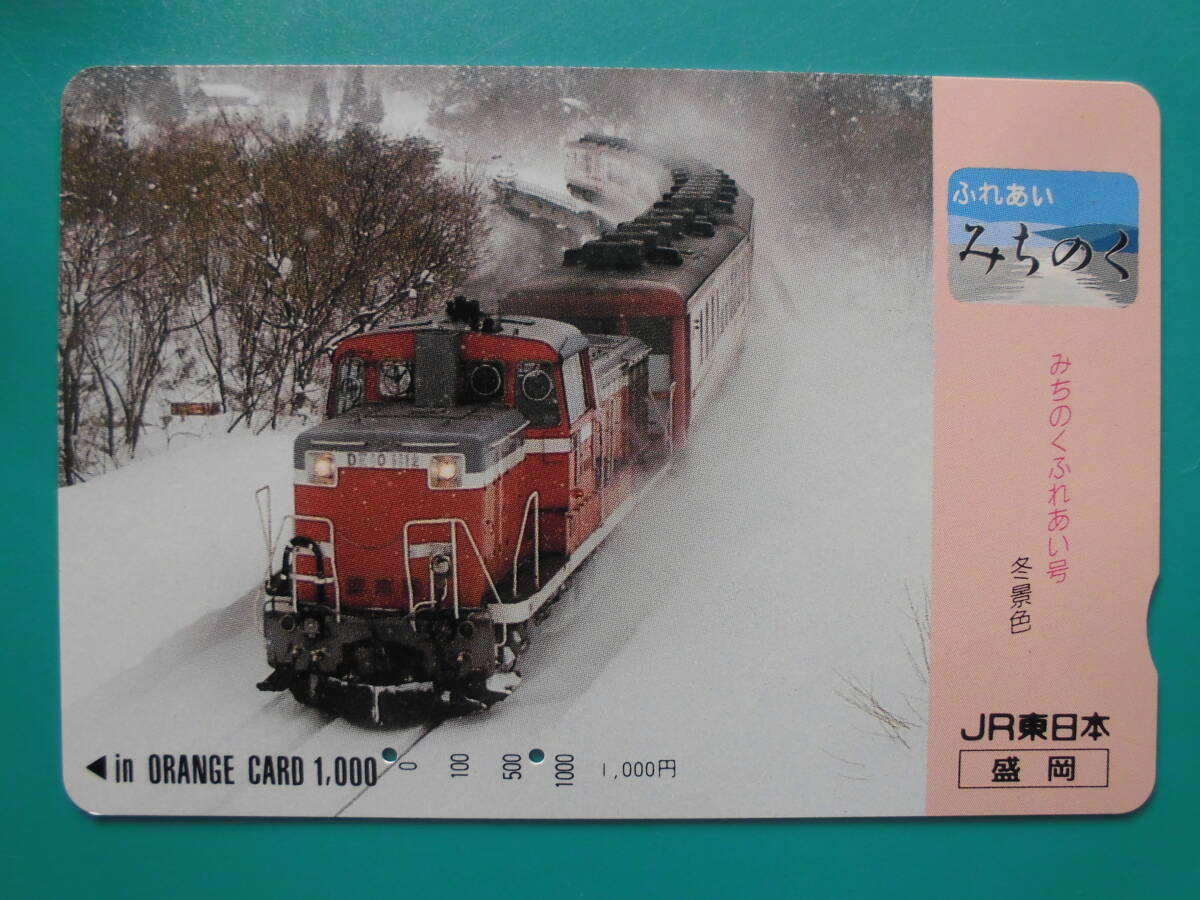 ふれあい
みちのく
みちのくふれあい号
冬景色
JR東日本
盛岡
in ORANGE CARD 1,000
0 100 500 1000
1,000円